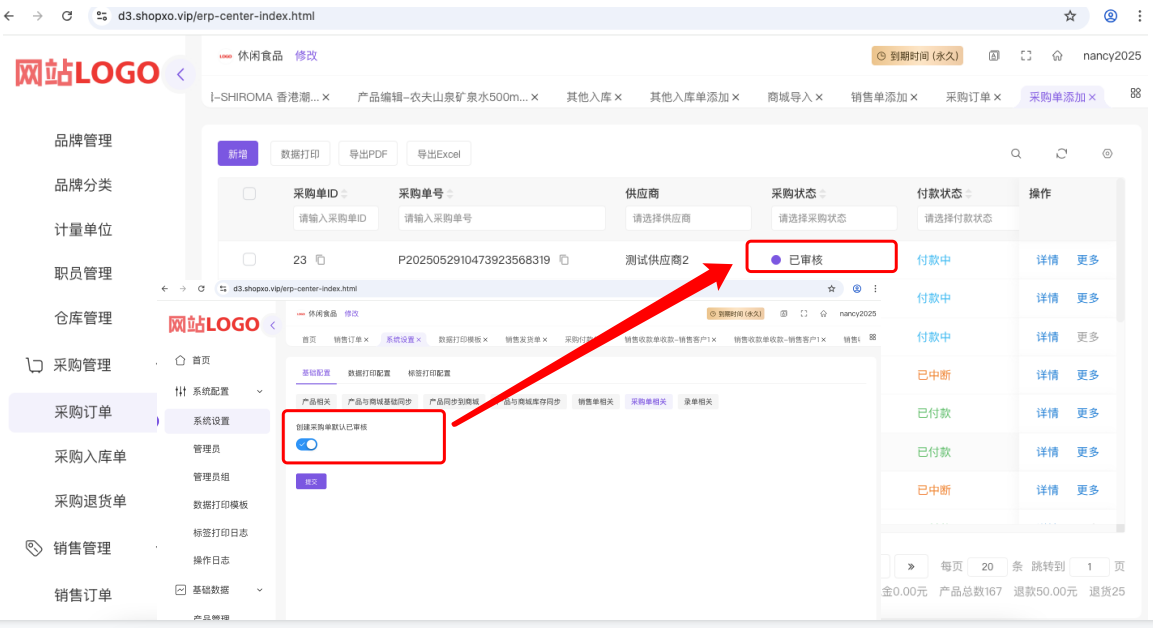 d3.shopxo.vip/erp-center-index.html
网站LOGO
休闲食品 修改
到期时间 (永久)
nancy2025
SHIROMA 香港潮... ×
产品编辑-农夫山泉矿泉水500m... ×
其他入库 ×
其他入库单添加 ×
商城导入 ×
销售单添加 ×
采购订单 ×
采购单添加 ×
品牌管理
品牌分类
计量单位
职员管理
仓库管理
采购管理
采购订单
采购入库单
采购退货单
销售管理
销售订单
新增 数据打印 导出PDF 导出Excel
采购单ID 采购单号 供应商 采购状态 付款状态 操作
请输入采购单ID 请输入采购单号 请选择供应商 请选择采购状态 请选择付款状态
23 P20250529104739235683​19 测试供应商2 已审核 付款中 详情 更多
付款中 详情 更多
付款中 详情 更多
已中断 详情 更多
已付款 详情 更多
已付款 详情 更多
已中断 详情 更多
每页 20 条 跳转到 1 页
金0.00元 产品总数167 退款50.00元 退货25
d3.shopxo.vip/erp-center-index.html
网站LOGO
休闲食品 修改
到期时间 (永久)
nancy2025
首页 销售订单 × 系统设置 × 数据打印模板 × 销售发货单 × 采购付 销售收款单收款-销售客户1 × 销售收款单收款-销售客户1 × 销售
首页
系统配置
系统设置
管理员
管理员组
数据打印模板
标签打印日志
操作日志
基础数据
产品管理
基础配置 数据打印配置 标签打印配置
产品相关 产品与商城基础同步 产品同步到商城 品与商城库存同步 销售单相关 采购单相关 录单相关
创建采购单默认已审核
提交